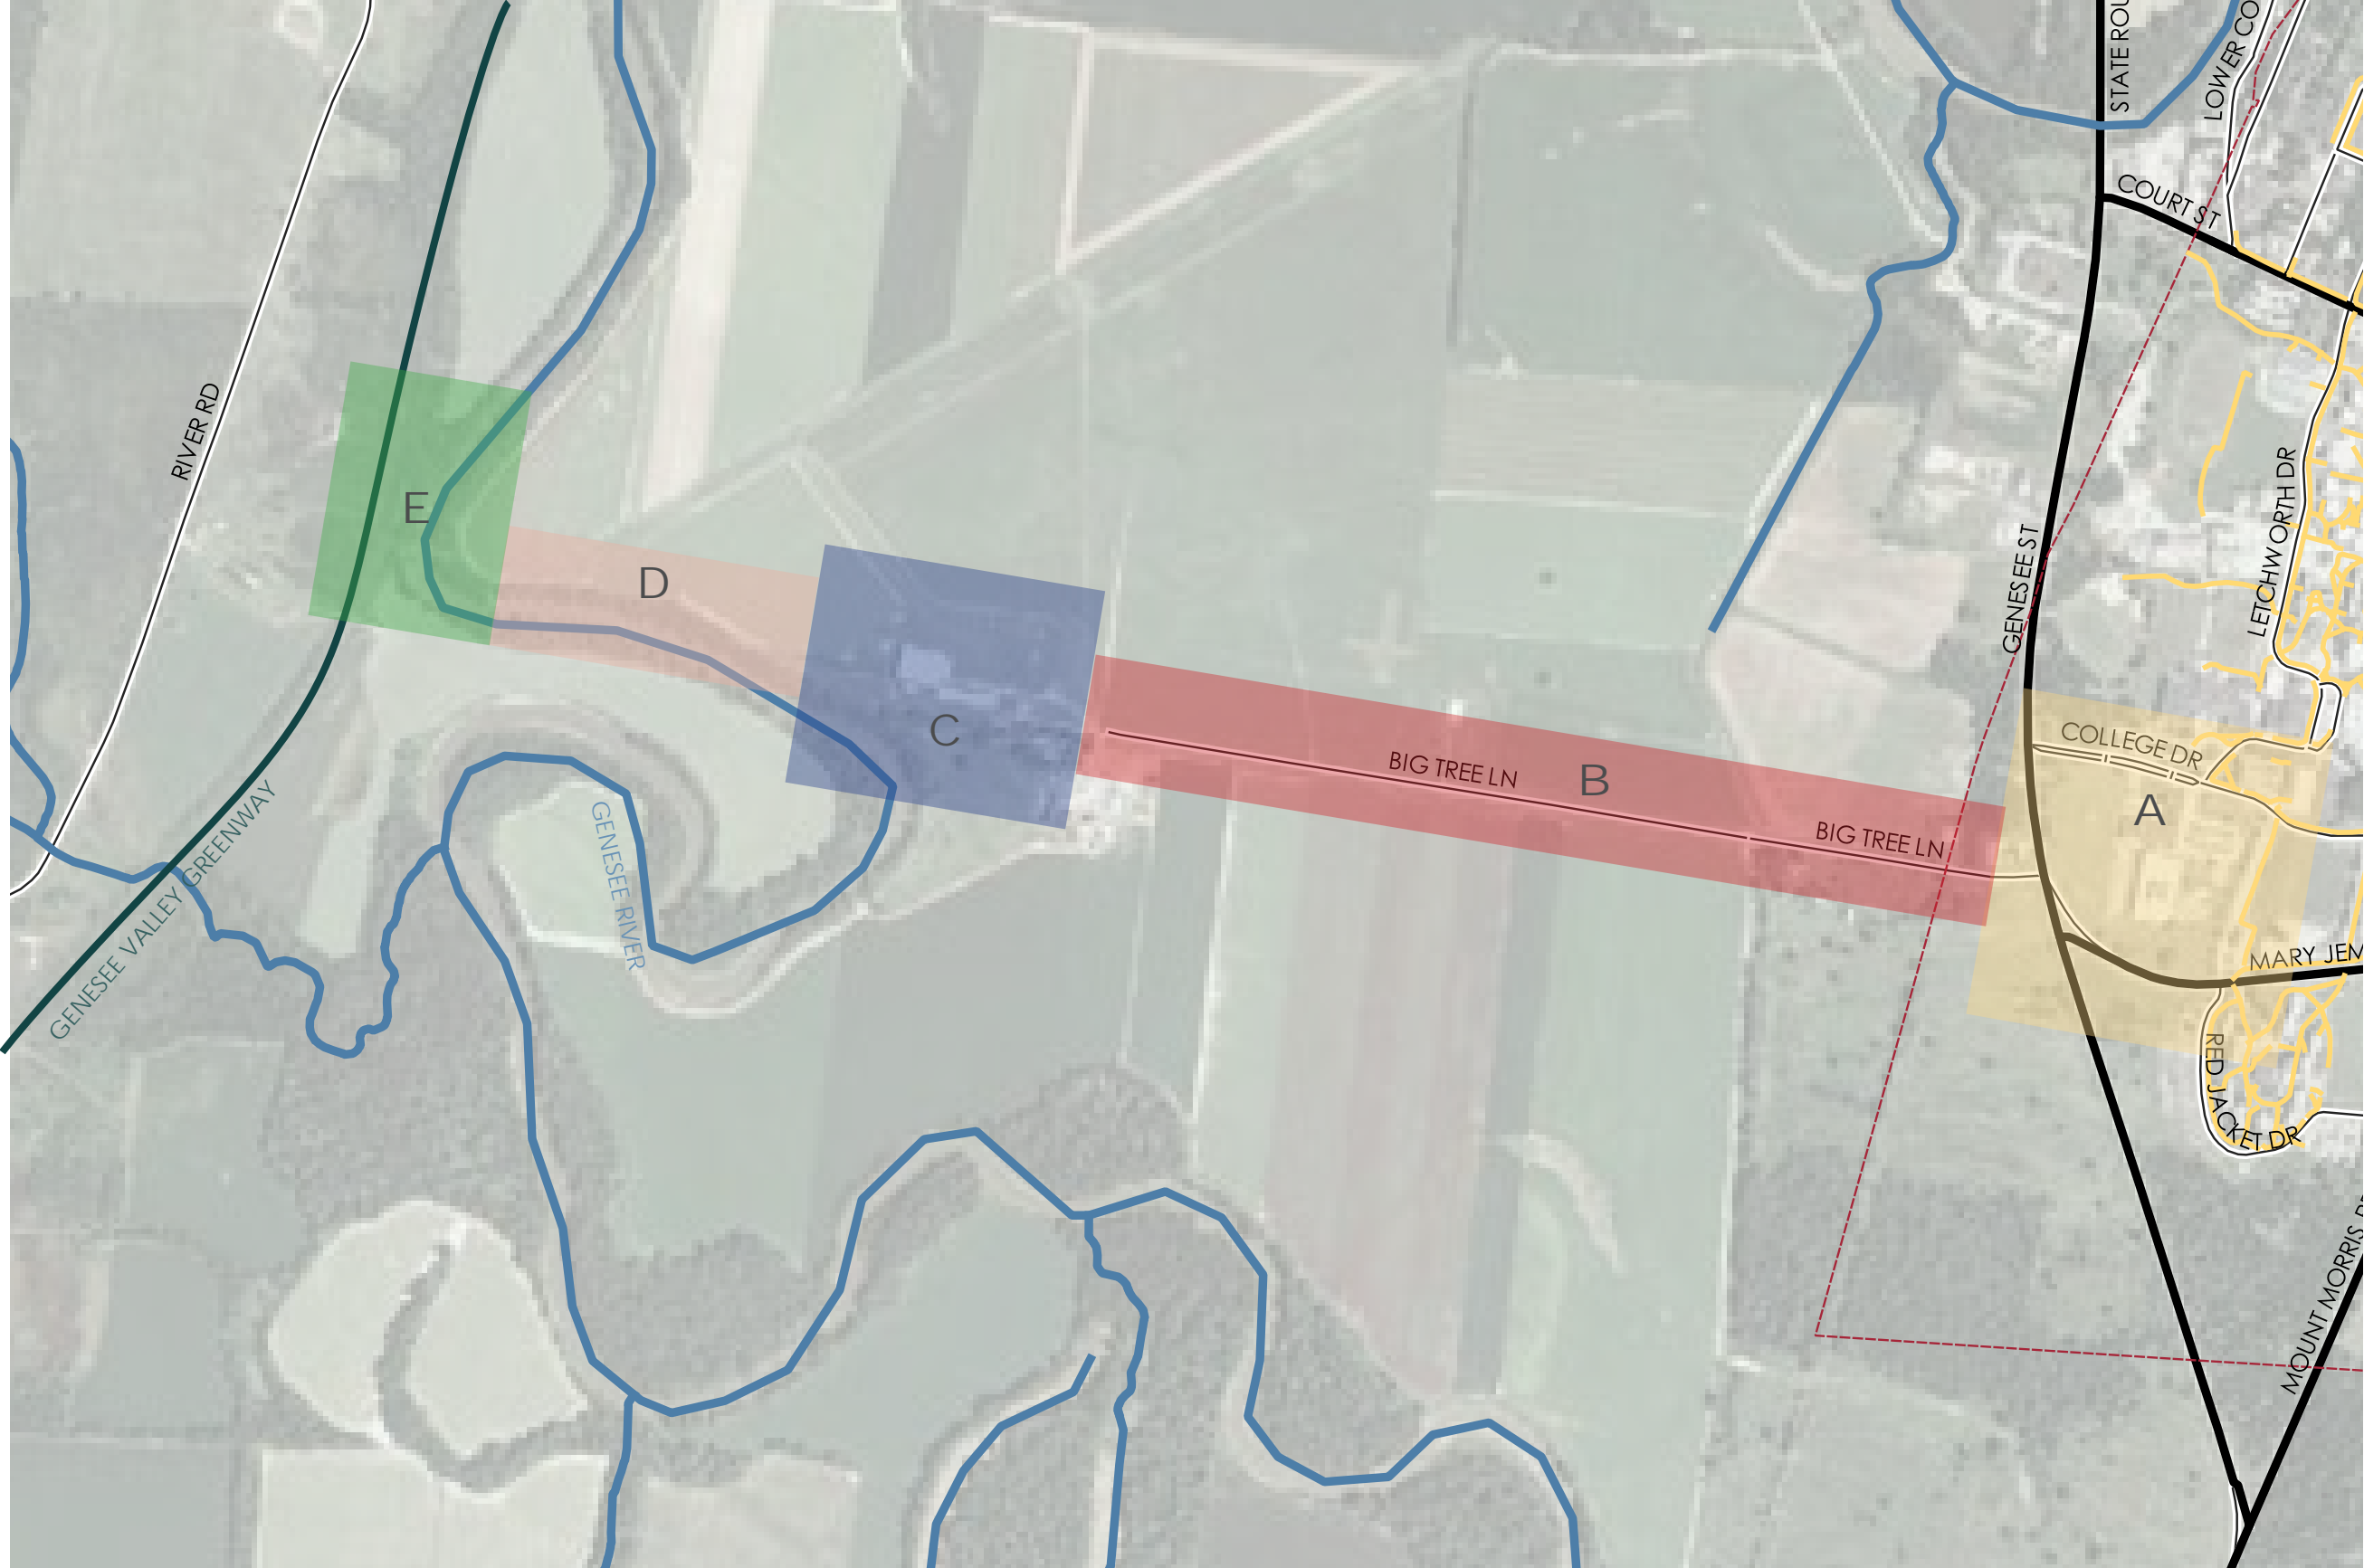 STATE ROU
LOWER CO
COURT ST
RIVER RD
E
D
GENESEE ST
LETCHWORTH DR
C
COLLEGE DR
BIG TREE LN
B
A
BIG TREE LN
GENESEE VALLEY GREENWAY
GENESEE RIVER
MARY JEM
RED JACKET DR
MOUNT MORRIS